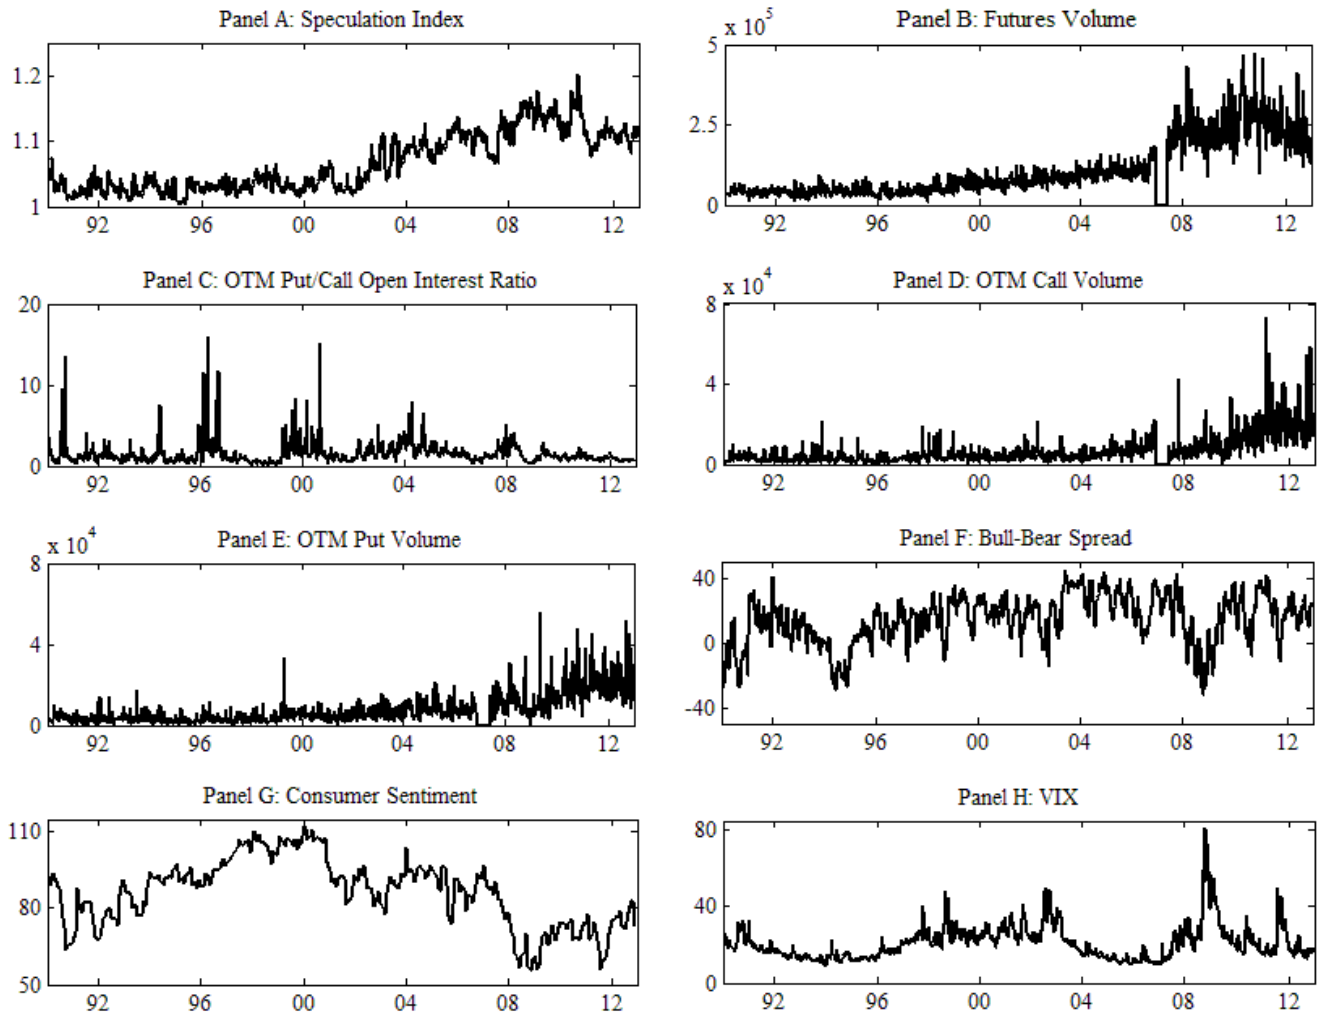 Panel A: Speculation Index
1.2
1.1
1
92 96 00 04 08 12
Panel B: Futures Volume
x 10^5
5
2.5
0
92 96 00 04 08 12
Panel C: OTM Put/Call Open Interest Ratio
20
10
0
92 96 00 04 08 12
Panel D: OTM Call Volume
x 10^4
8
4
0
92 96 00 04 08 12
Panel E: OTM Put Volume
x 10^4
8
4
0
92 96 00 04 08 12
Panel F: Bull-Bear Spread
40
0
-40
92 96 00 04 08 12
Panel G: Consumer Sentiment
110
80
50
92 96 00 04 08 12
Panel H: VIX
80
40
0
92 96 00 04 08 12